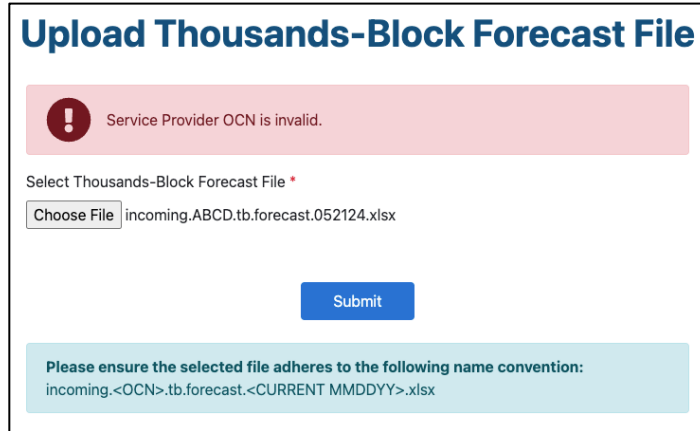 Upload Thousands-Block Forecast File
Service Provider OCN is invalid.
Select Thousands-Block Forecast File *
Choose File incoming.ABCD.tb.forecast.052124.xlsx
Submit
Please ensure the selected file adheres to the following name convention:
incoming.<OCN>.tb.forecast.<CURRENT MMDDYY>.xlsx